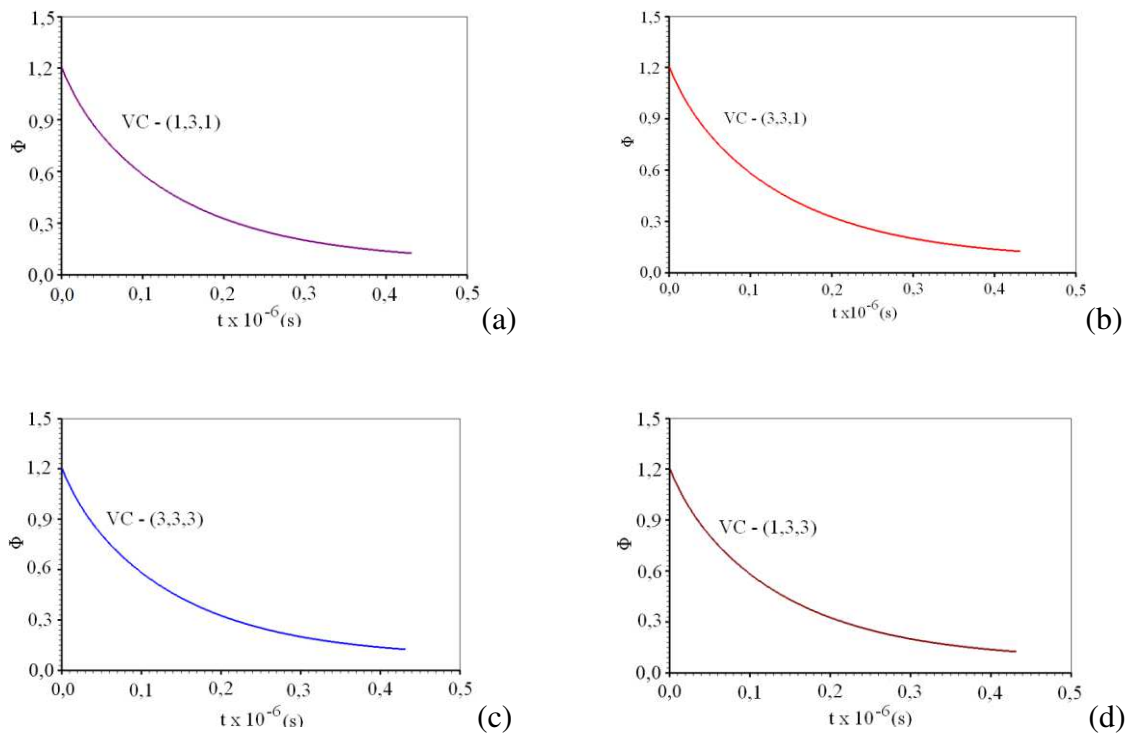 1,5
1,2
0,9
0,6
0,3
0,0
Φ
VC - (1,3,1)
0,0 0,1 0,2 0,3 0,4 0,5
t x 10⁻⁶(s)
(a)
1,5
1,2
0,9
0,6
0,3
0,0
Φ
VC - (3,3,1)
0,0 0,1 0,2 0,3 0,4 0,5
t x10⁻⁶(s)
(b)
1,5
1,2
0,9
0,6
0,3
0,0
Φ
VC - (3,3,3)
0,0 0,1 0,2 0,3 0,4 0,5
t x 10⁻⁶(s)
(c)
1,5
1,2
0,9
0,6
0,3
0,0
Φ
VC - (1,3,3)
0,0 0,1 0,2 0,3 0,4 0,5
t x 10⁻⁶(s)
(d)